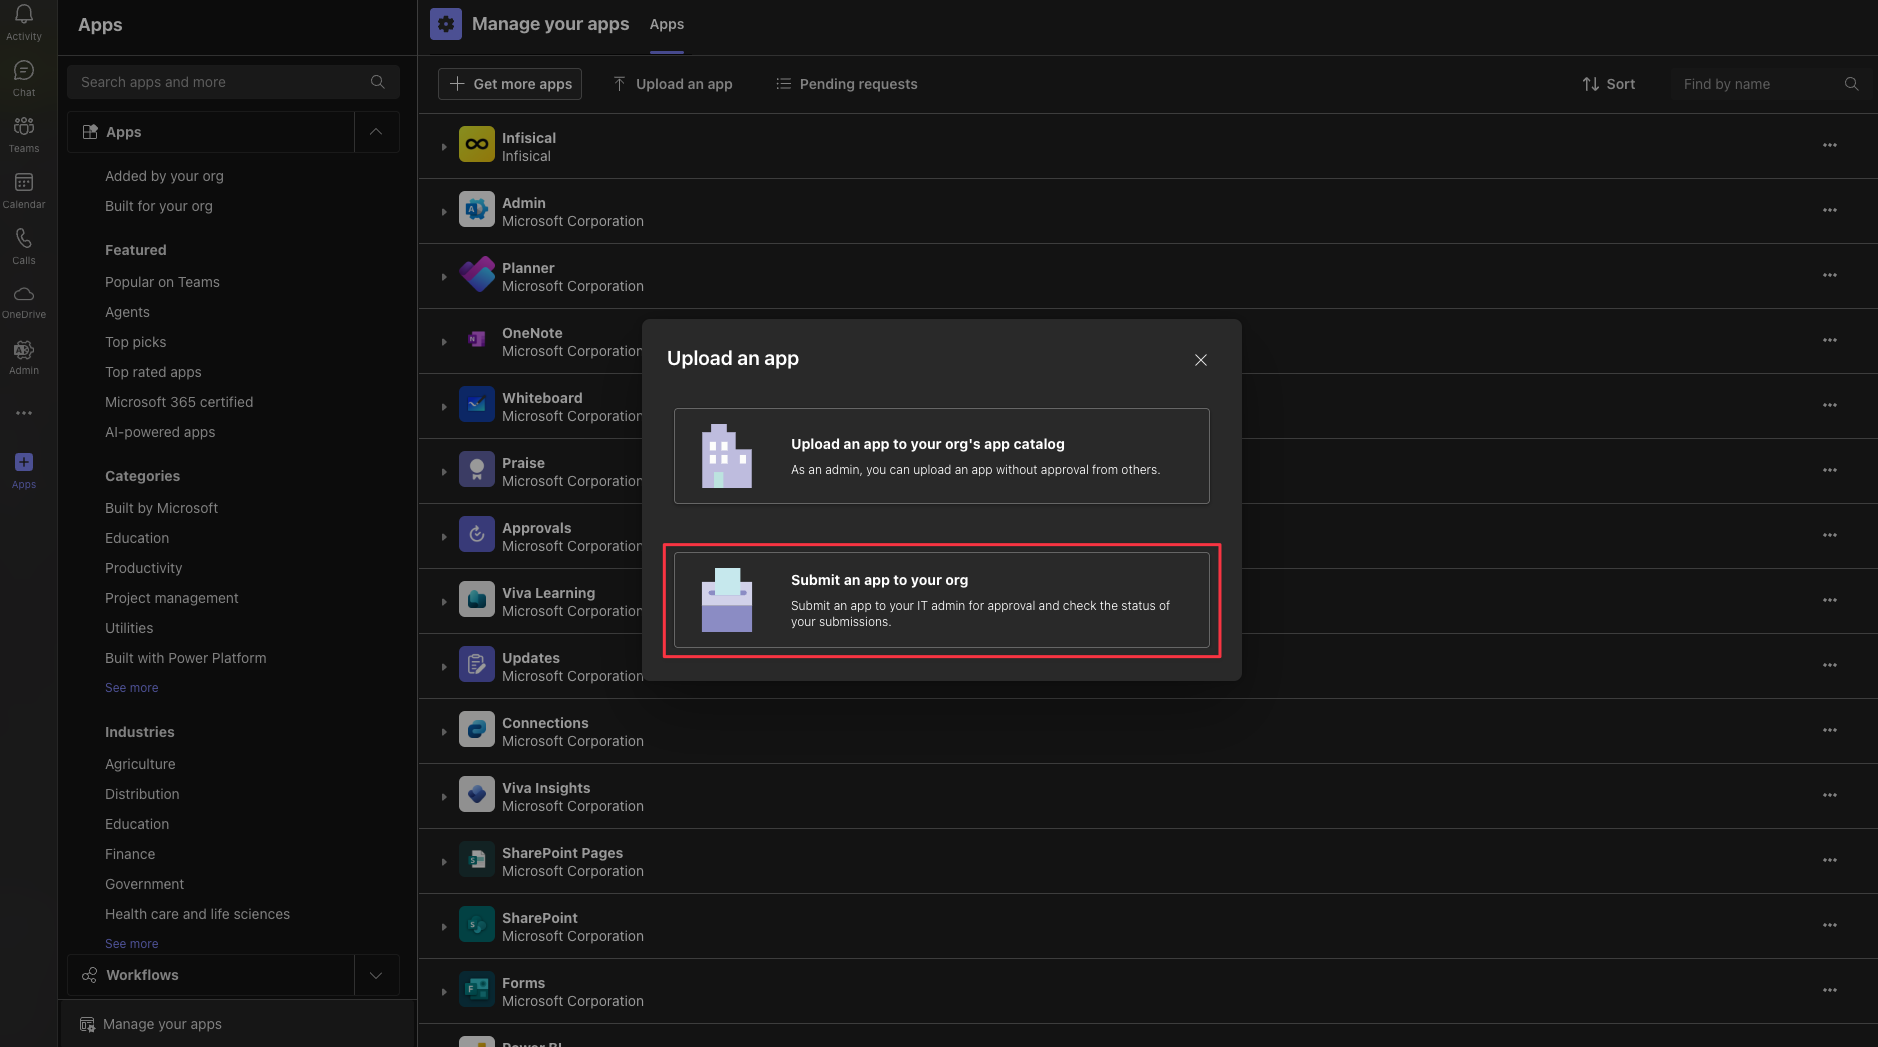 Activity
Chat
Teams
Calendar
Calls
OneDrive
Admin
Apps
Apps
Search apps and more
Apps
Added by your org
Built for your org
Featured
Popular on Teams
Agents
Top picks
Top rated apps
Microsoft 365 certified
AI-powered apps
Categories
Built by Microsoft
Education
Productivity
Project management
Utilities
Built with Power Platform
See more
Industries
Agriculture
Distribution
Education
Finance
Government
Health care and life sciences
See more
Workflows
Manage your apps
Manage your apps
Apps
Get more apps
Upload an app
Pending requests
Sort
Find by name
Infisical
Infisical
Admin
Microsoft Corporation
Planner
Microsoft Corporation
OneNote
Microsoft Corporation
Whiteboard
Microsoft Corporation
Praise
Microsoft Corporation
Approvals
Microsoft Corporation
Viva Learning
Microsoft Corporation
Updates
Microsoft Corporation
Connections
Microsoft Corporation
Viva Insights
Microsoft Corporation
SharePoint Pages
Microsoft Corporation
SharePoint
Microsoft Corporation
Forms
Microsoft Corporation
Power BI
Upload an app
Upload an app to your org's app catalog
As an admin, you can upload an app without approval from others.
Submit an app to your org
Submit an app to your IT admin for approval and check the status of
your submissions.